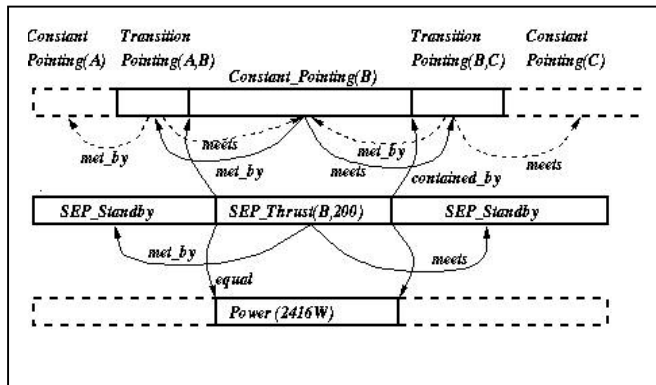 Constant Transition Transition Constant
Pointing(A) Pointing(A,B) Pointing(B,C) Pointing(C)
Constant_Pointing(B)
met_by meets met_by meets met_by meets
contained_by
SEP_Standby SEP_Thrust(B,200) SEP_Standby
met_by meets
equal
Power (2416W)